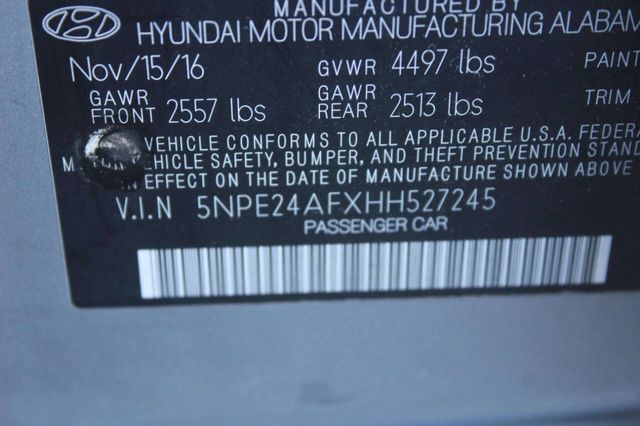 MANUFACTURED BY
HYUNDAI MOTOR MANUFACTURING ALABAM
Nov/15/16 GVWR 4497 lbs PAINT
GAWR FRONT 2557 lbs GAWR REAR 2513 lbs TRIM
VEHICLE CONFORMS TO ALL APPLICABLE U.S.A. FEDER
VEHICLE SAFETY, BUMPER, AND THEFT PREVENTION STAND
IN EFFECT ON THE DATE OF MANUFACTURE SHOWN ABOVE
V.I.N 5NPE24AFXHH527245
PASSENGER CAR